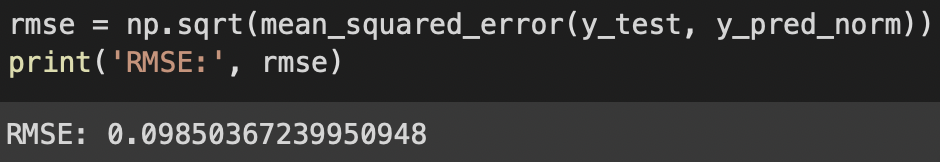 rmse = np.sqrt(mean_squared_error(y_test, y_pred_norm))
print('RMSE:', rmse)
RMSE: 0.09850367239950948